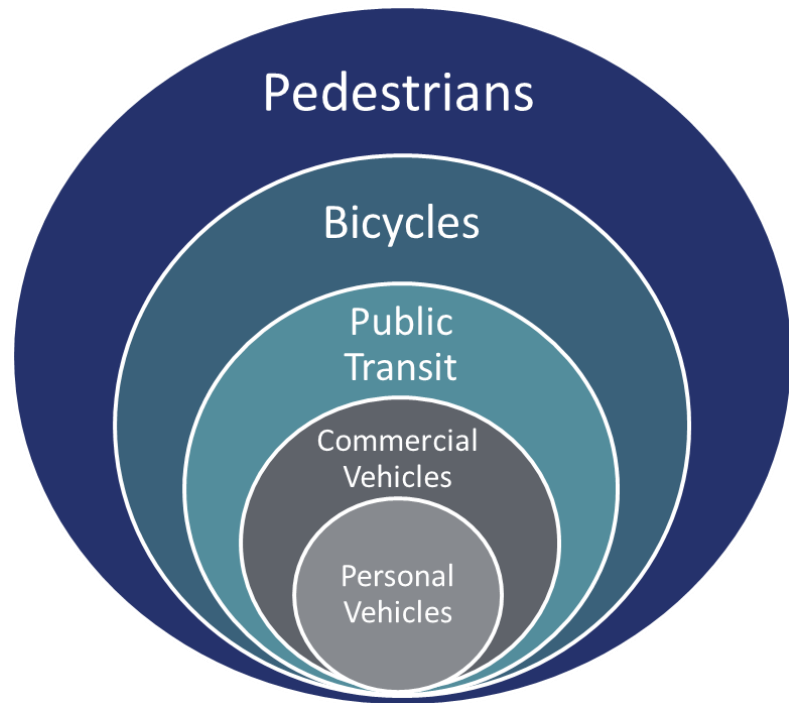 Pedestrians
Bicycles
Public
Transit
Commercial
Vehicles
Personal
Vehicles